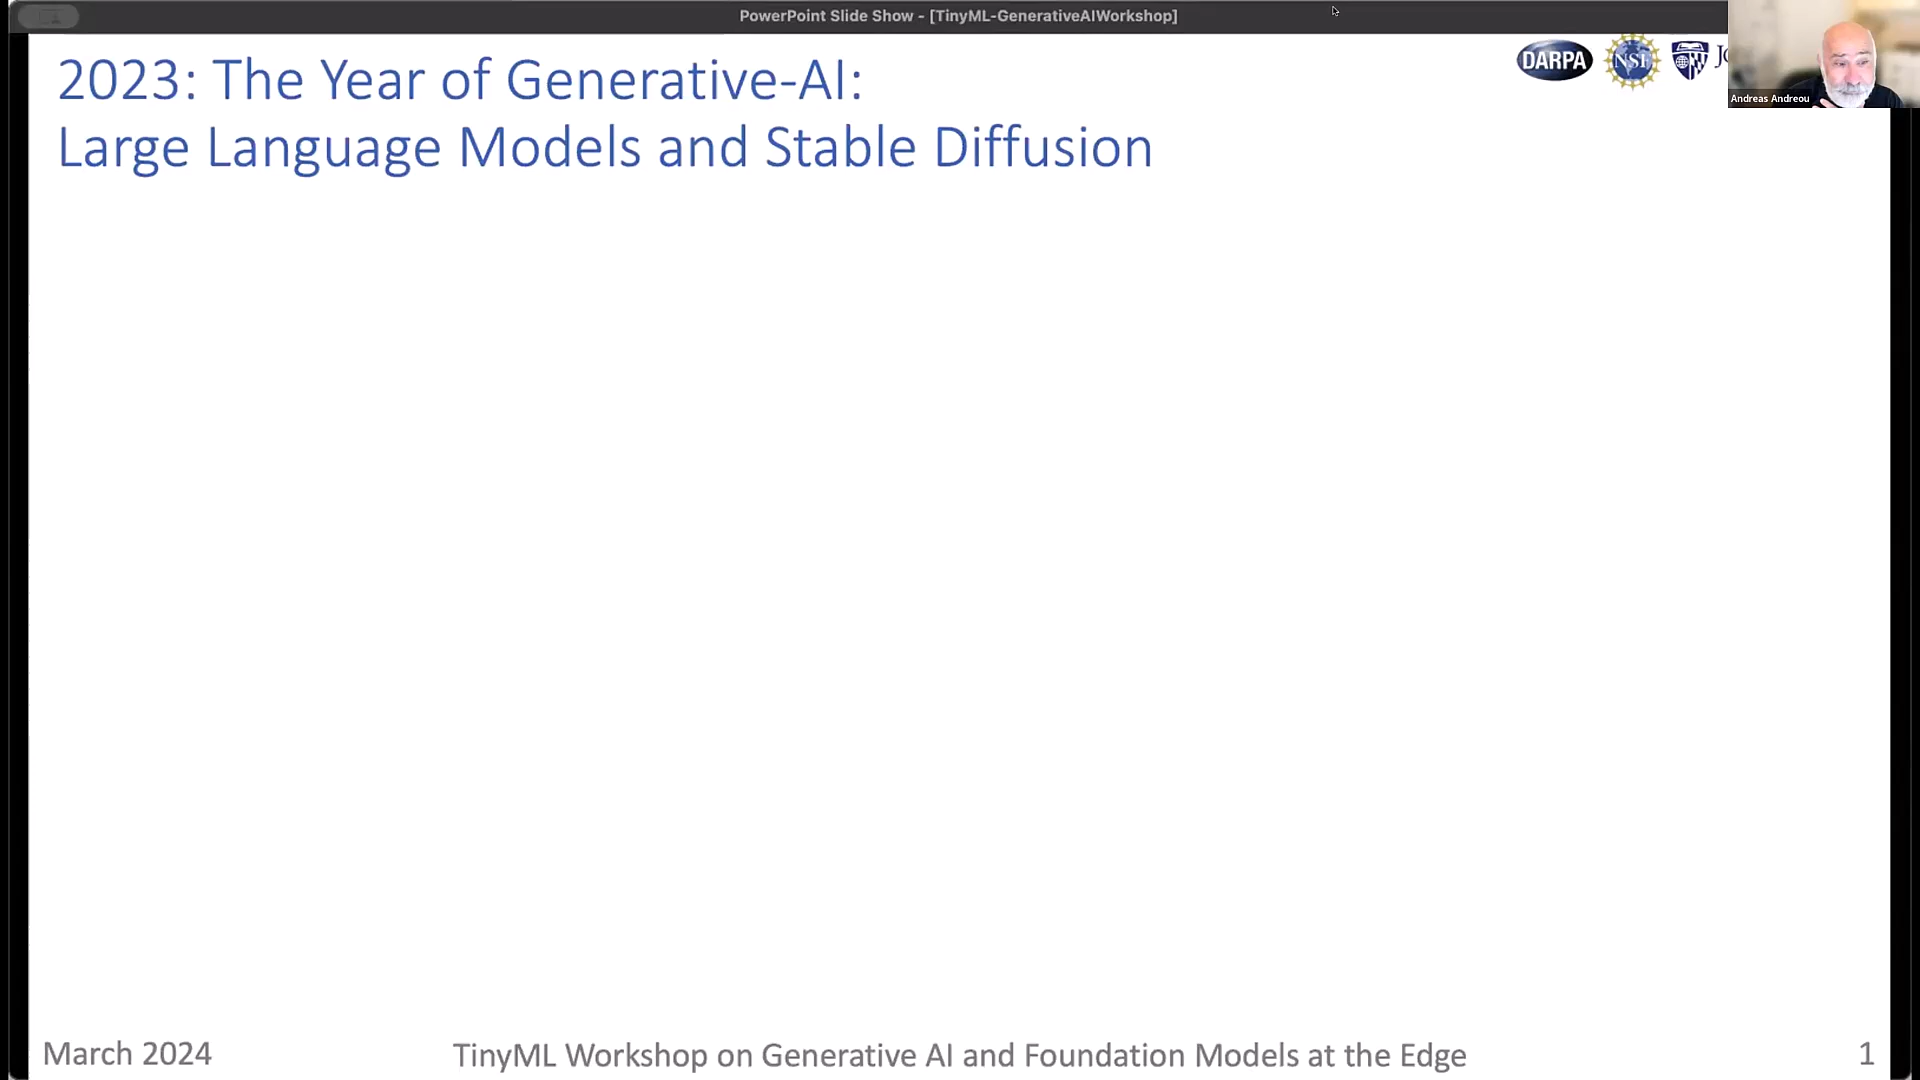 PowerPoint Slide Show - [TinyML-GenerativeAIWorkshop]
2023: The Year of Generative-AI:
Large Language Models and Stable Diffusion
DARPA
NSF
Andreas Andreou
March 2024
TinyML Workshop on Generative AI and Foundation Models at the Edge
1